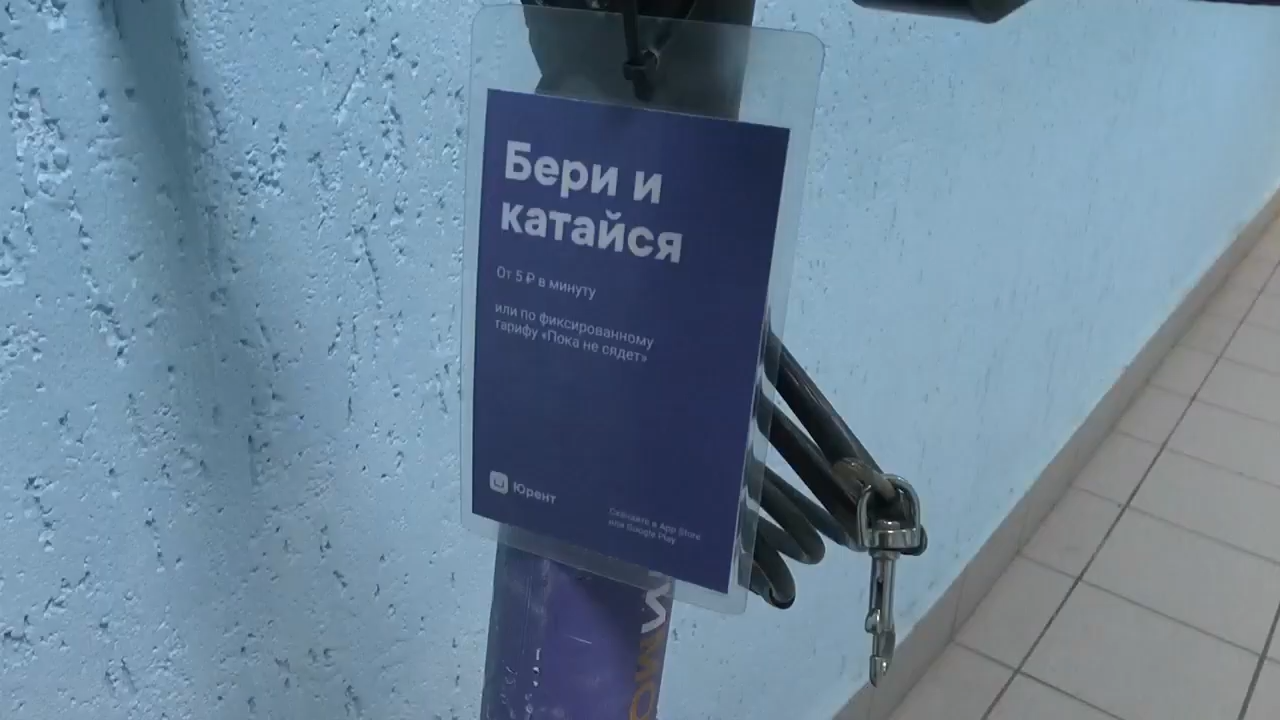 Бери и
катайся
От 5 ₽ в минуту
или по фиксированному
тарифу «Пока не сядет»
Юрент
Скачайте в App Store
или Google Play